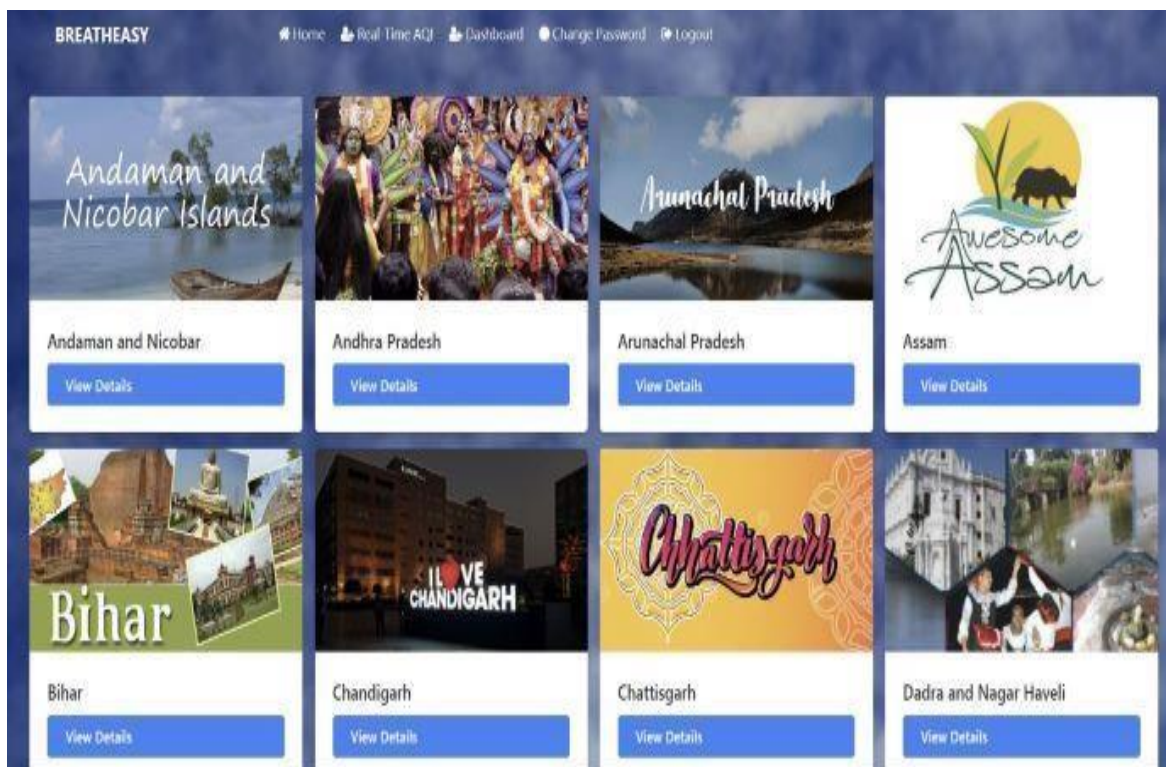 BREATHEASY
Home Real-Time AQI Dashboard Change Password Logout
Andaman and
Nicobar Islands
Arunachal Pradesh
Awesome
Assam
Andaman and Nicobar
Andhra Pradesh
Arunachal Pradesh
Assam
View Details
View Details
View Details
View Details
Bihar
I LOVE
CHANDIGARH
Chhattisgarh
Bihar
Chandigarh
Chattisgarh
Dadra and Nagar Haveli
View Details
View Details
View Details
View Details